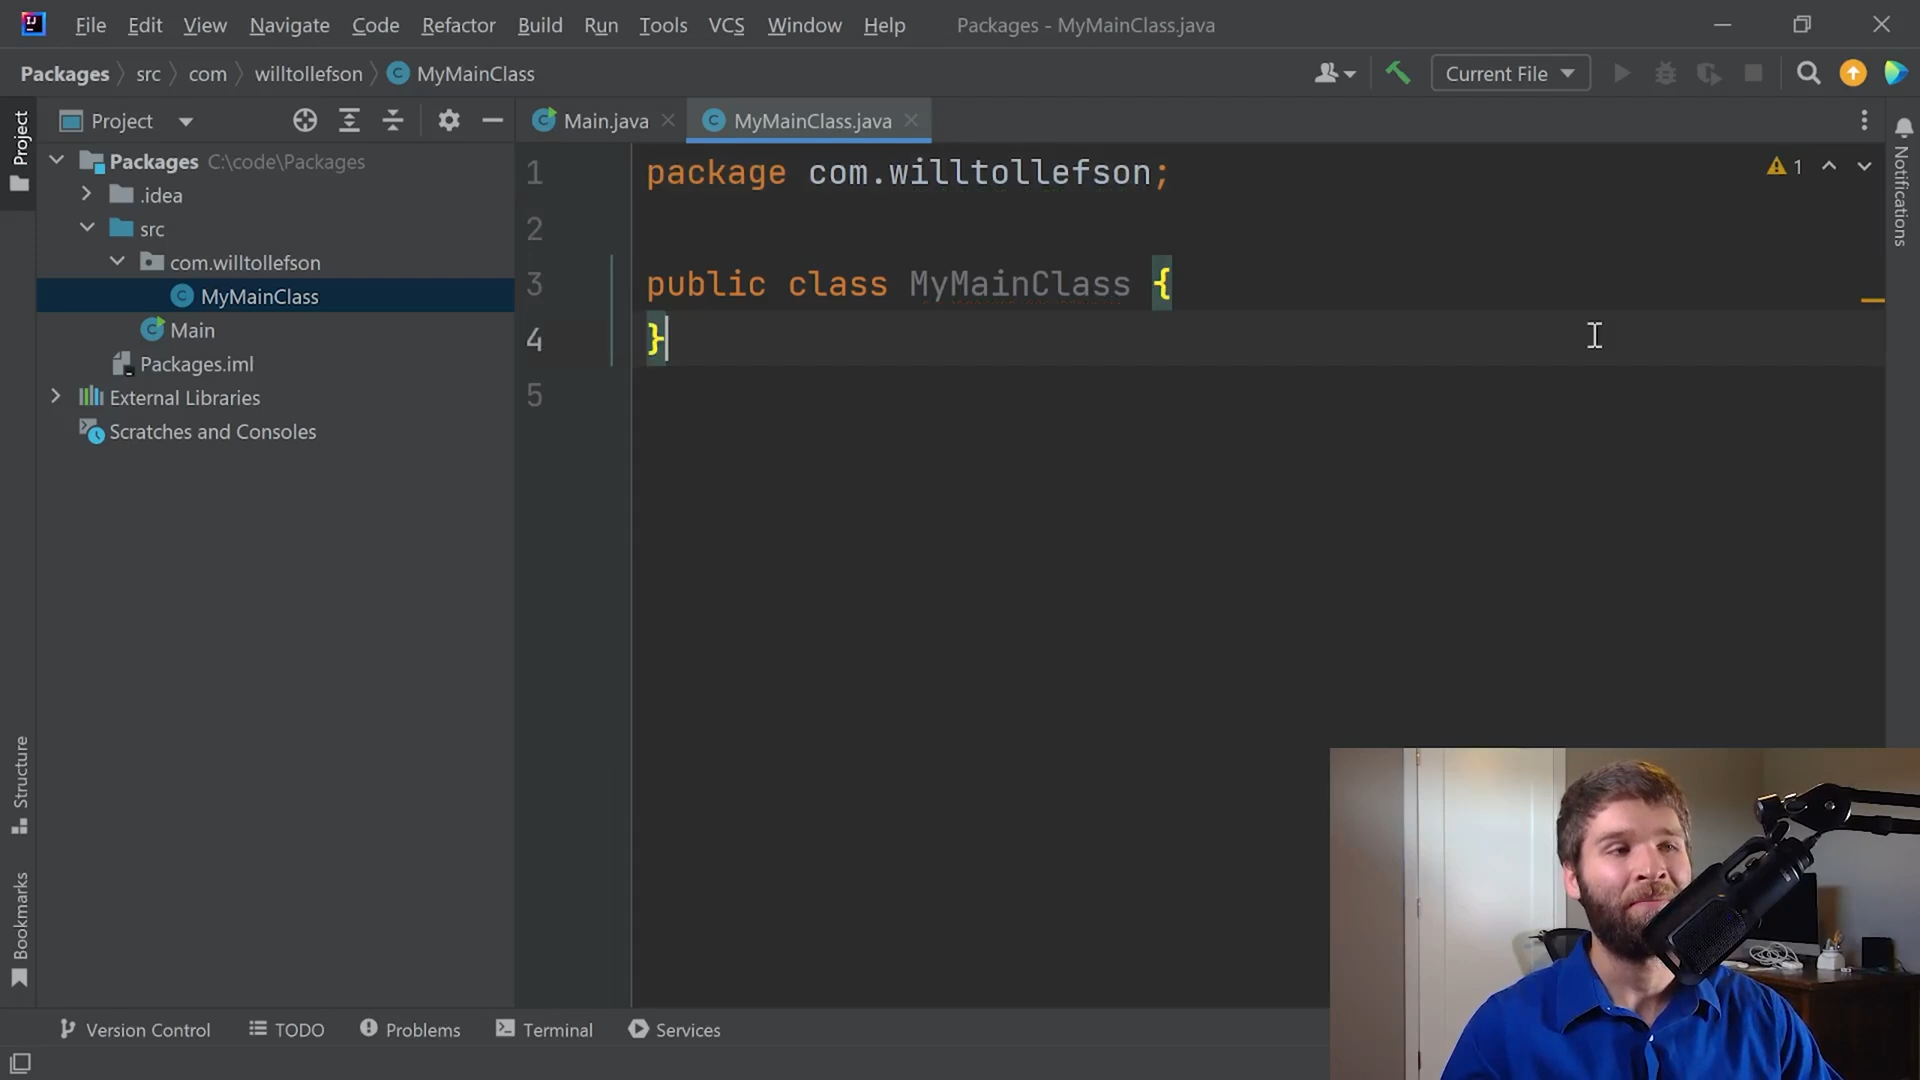 IJ File Edit View Navigate Code Refactor Build Run Tools VCS Window Help Packages - MyMainClass.java
Packages src com willtollefson C MyMainClass Current File
Project Project Main.java C MyMainClass.java
Packages C:\code\Packages
.idea
src
com.willtollefson
C MyMainClass
C Main
Packages.iml
External Libraries
Scratches and Consoles
1 package com.willtollefson;
2
3 public class MyMainClass {
4 }
5
1
Notifications
Structure
Bookmarks
Version Control TODO Problems Terminal Services